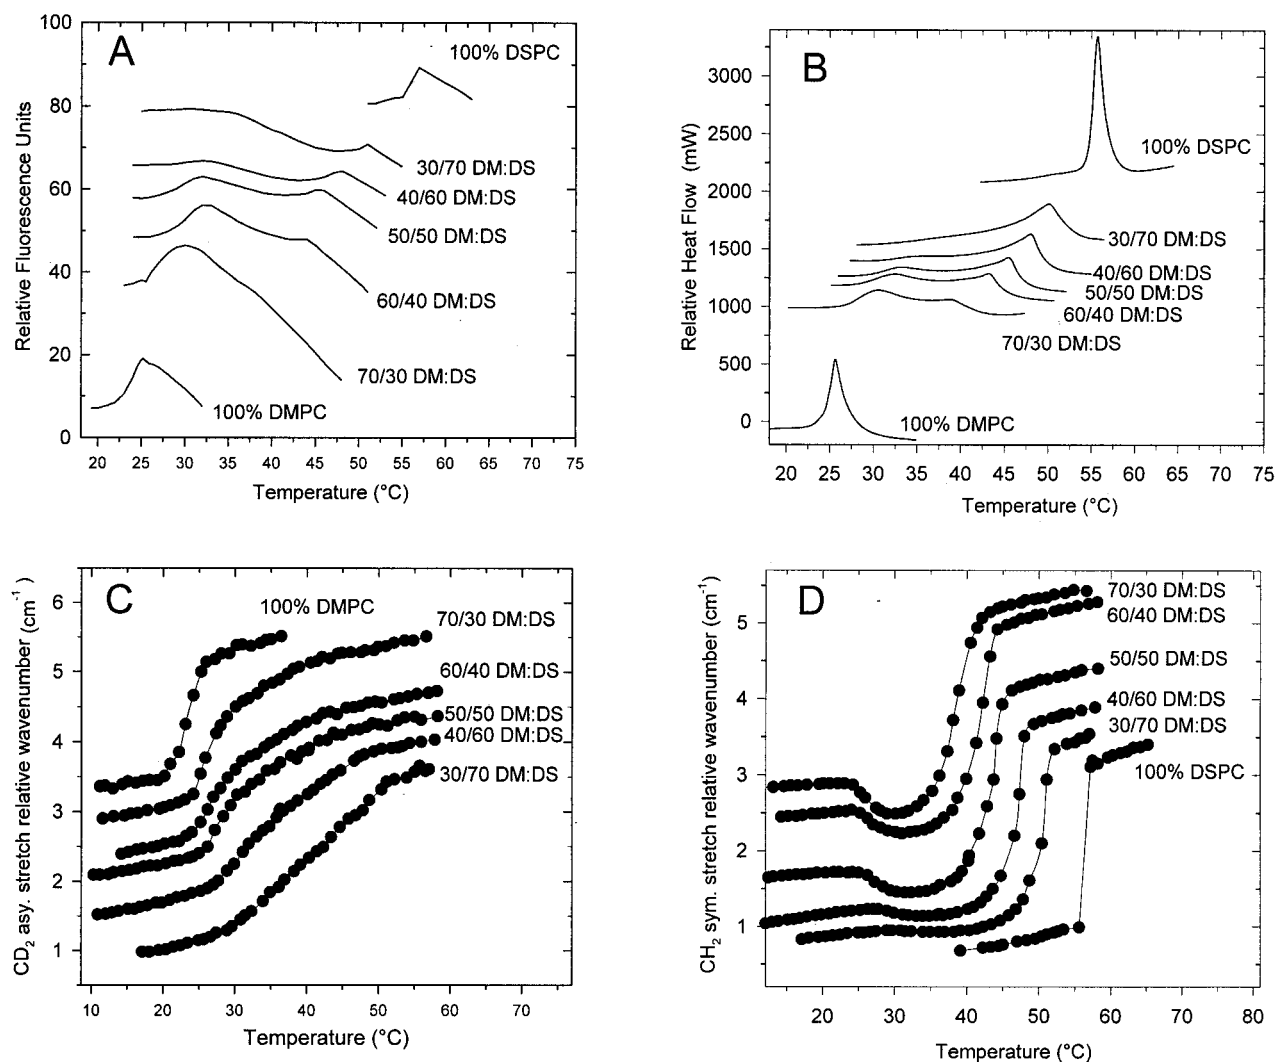 A
100% DSPC
30/70 DM:DS
40/60 DM:DS
50/50 DM:DS
60/40 DM:DS
70/30 DM:DS
100% DMPC
Relative Fluorescence Units
100
80
60
40
20
0
20 25 30 35 40 45 50 55 60 65 70 75
Temperature (°C)
B
100% DSPC
30/70 DM:DS
40/60 DM:DS
50/50 DM:DS
60/40 DM:DS
70/30 DM:DS
100% DMPC
Relative Heat Flow (mW)
3000
2500
2000
1500
1000
500
0
20 25 30 35 40 45 50 55 60 65 70 75
Temperature (°C)
C
100% DMPC
70/30 DM:DS
60/40 DM:DS
50/50 DM:DS
40/60 DM:DS
30/70 DM:DS
CD2 asy. stretch relative wavenumber (cm-1 )
6
5
4
3
2
1
10 20 30 40 50 60 70
Temperature (°C)
D
70/30 DM:DS
60/40 DM:DS
50/50 DM:DS
40/60 DM:DS
30/70 DM:DS
100% DSPC
CH2 sym. stretch relative wavenumber (cm-1)
5
4
3
2
1
20 30 40 50 60 70 80
Temperature (°C)